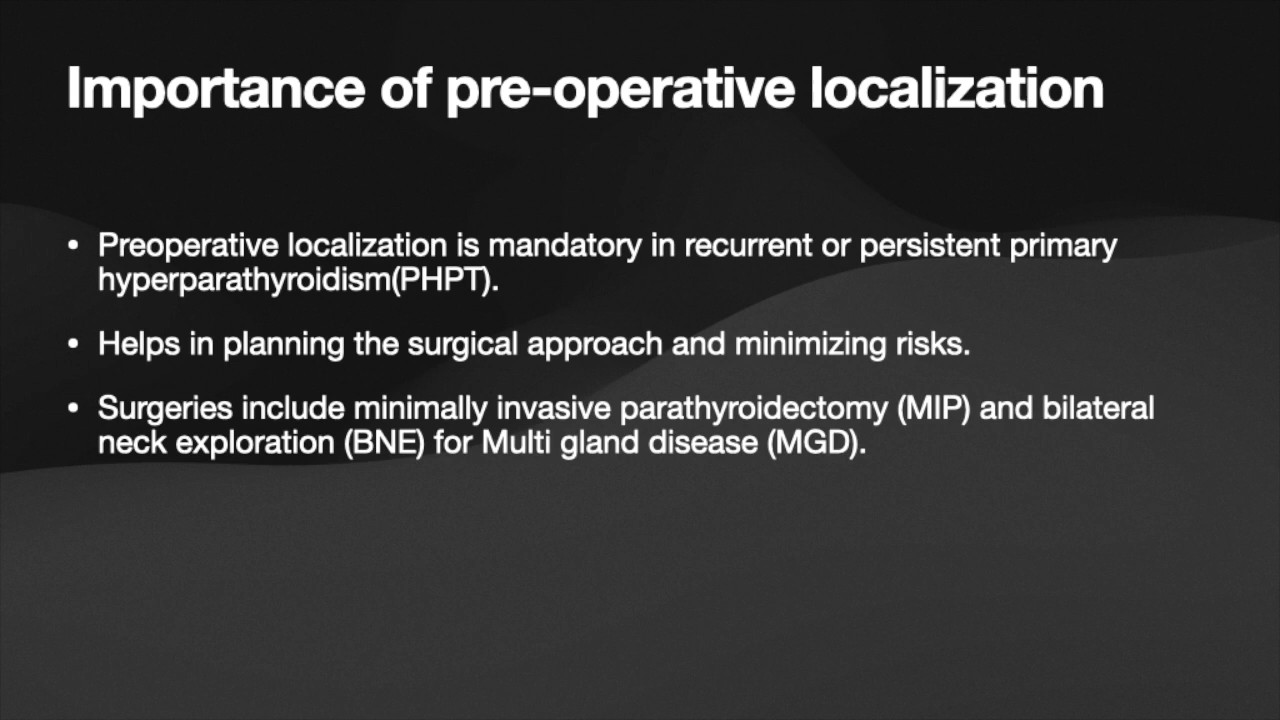 Importance of pre-operative localization
• Preoperative localization is mandatory in recurrent or persistent primary
hyperparathyroidism(PHPT).
• Helps in planning the surgical approach and minimizing risks.
• Surgeries include minimally invasive parathyroidectomy (MIP) and bilateral
neck exploration (BNE) for Multi gland disease (MGD).